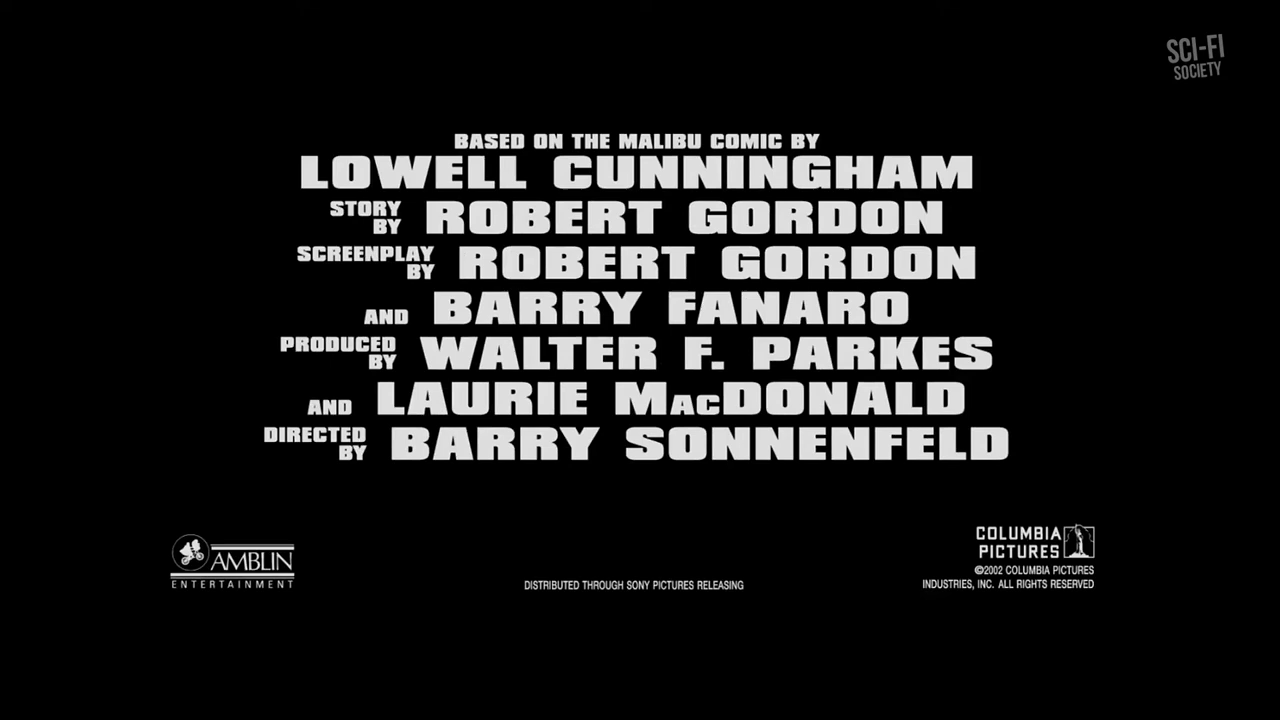 SCI-FI
SOCIETY
BASED ON THE MALIBU COMIC BY
LOWELL CUNNINGHAM
STORY BY ROBERT GORDON
SCREENPLAY BY ROBERT GORDON
AND BARRY FANARO
PRODUCED BY WALTER F. PARKES
AND LAURIE MACDONALD
DIRECTED BY BARRY SONNENFELD
AMBLIN
ENTERTAINMENT
DISTRIBUTED THROUGH SONY PICTURES RELEASING
COLUMBIA
PICTURES
©2002 COLUMBIA PICTURES
INDUSTRIES, INC. ALL RIGHTS RESERVED